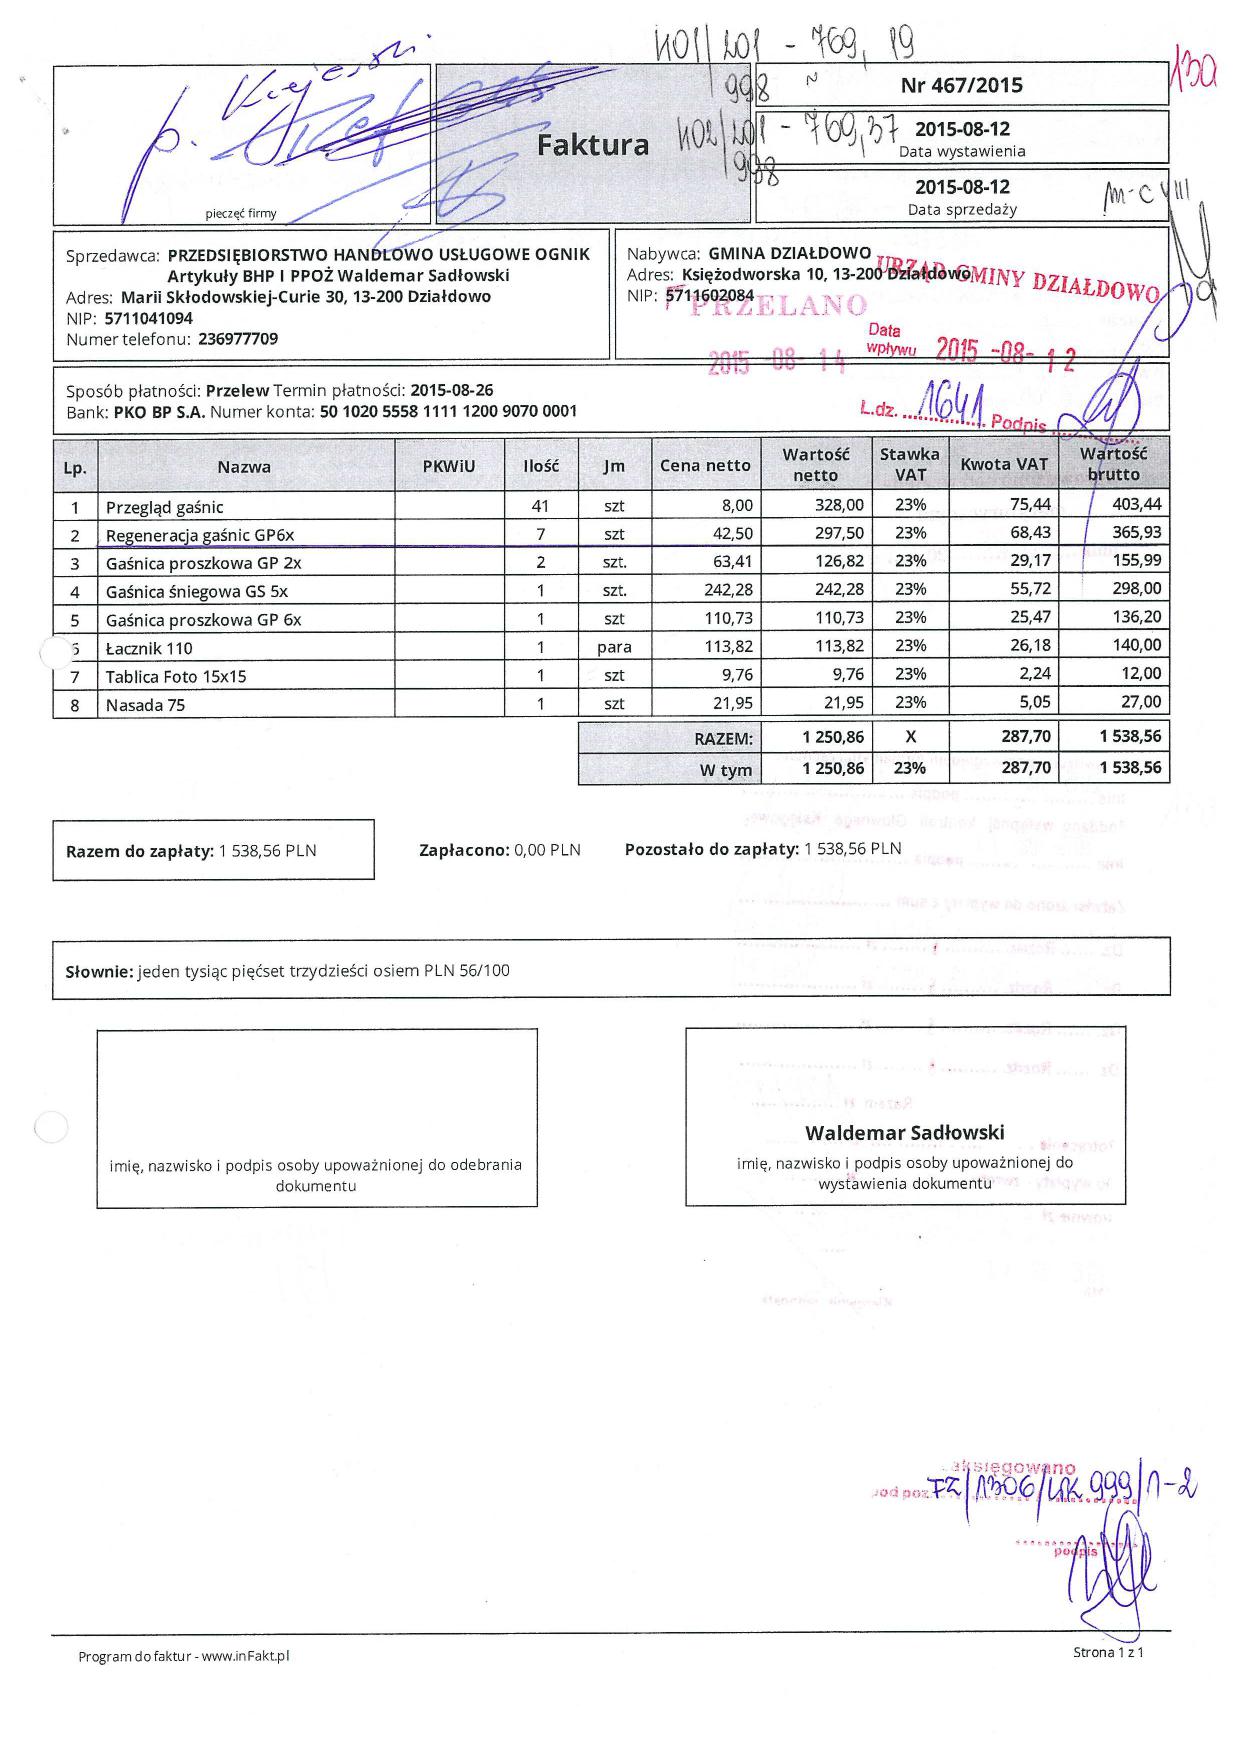 401/201 - 769,19
998
130
Nr 467/2015
Faktura
402/201 - 769,37
998
2015-08-12
Data wystawienia
2015-08-12
Data sprzedaży
m-c VIII
pieczęć firmy
Sprzedawca: PRZEDSIĘBIORSTWO HANDLOWO USŁUGOWE OGNIK
Artykuły BHP I PPOŻ Waldemar Sadłowski
Adres: Marii Skłodowskiej-Curie 30, 13-200 Działdowo
NIP: 5711041094
Numer telefonu: 236977709
Nabywca: GMINA DZIAŁDOWO
Adres: Księżodworska 10, 13-200 Działdowo
NIP: 5711602084
URZĄD GMINY DZIAŁDOWO
PRZELANO
2015 -08- 14
Data
wpływu 2015 -08- 12
L.dz. 1641 Podpis
Sposób płatności: Przelew Termin płatności: 2015-08-26
Bank: PKO BP S.A. Numer konta: 50 1020 5558 1111 1200 9070 0001
Lp. Nazwa PKWiU Ilość Jm Cena netto Wartość netto Stawka VAT Kwota VAT Wartość brutto
1 Przegląd gaśnic 41 szt 8,00 328,00 23% 75,44 403,44
2 Regeneracja gaśnic GP6x 7 szt 42,50 297,50 23% 68,43 365,93
3 Gaśnica proszkowa GP 2x 2 szt. 63,41 126,82 23% 29,17 155,99
4 Gaśnica śniegowa GS 5x 1 szt. 242,28 242,28 23% 55,72 298,00
5 Gaśnica proszkowa GP 6x 1 szt 110,73 110,73 23% 25,47 136,20
6 Łacznik 110 1 para 113,82 113,82 23% 26,18 140,00
7 Tablica Foto 15x15 1 szt 9,76 9,76 23% 2,24 12,00
8 Nasada 75 1 szt 21,95 21,95 23% 5,05 27,00
RAZEM: 1 250,86 X 287,70 1 538,56
W tym 1 250,86 23% 287,70 1 538,56
Razem do zapłaty: 1 538,56 PLN Zapłacono: 0,00 PLN Pozostało do zapłaty: 1 538,56 PLN
Słownie: jeden tysiąc pięćset trzydzieści osiem PLN 56/100
imię, nazwisko i podpis osoby upoważnionej do odebrania
dokumentu
Waldemar Sadłowski
imię, nazwisko i podpis osoby upoważnionej do
wystawienia dokumentu
aksięgowano
pod poz. FZ/1306/UK 999/1-2
podpis
Program do faktur - www.inFakt.pl
Strona 1 z 1